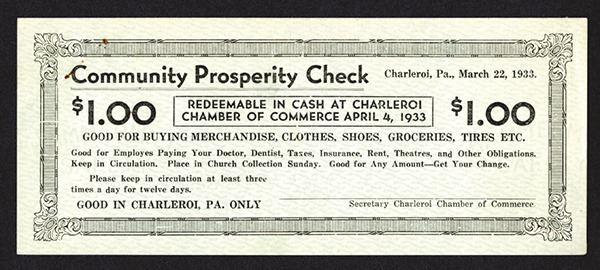 Community Prosperity Check Charleroi, Pa., March 22, 1933.
$1.00 REDEEMABLE IN CASH AT CHARLEROI CHAMBER OF COMMERCE APRIL 4, 1933 $1.00
GOOD FOR BUYING MERCHANDISE, CLOTHES, SHOES, GROCERIES, TIRES ETC.
Good for Employes Paying Your Doctor, Dentist, Taxes, Insurance, Rent, Theatres, and Other Obligations.
Keep in Circulation. Place in Church Collection Sunday. Good for Any Amount—Get Your Change.
Please keep in circulation at least three
times a day for twelve days.
GOOD IN CHARLEROI, PA. ONLY Secretary Charleroi Chamber of Commerce